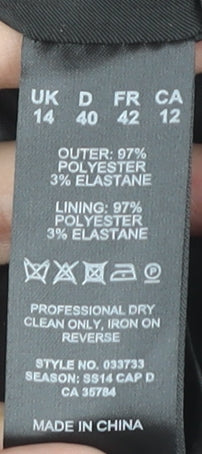 UK D FR CA
14 40 42 12
OUTER: 97%
POLYESTER
3% ELASTANE
LINING: 97%
POLYESTER
3% ELASTANE
PROFESSIONAL DRY
CLEAN ONLY, IRON ON
REVERSE
STYLE NO. 033733
SEASON: SS14 CAP D
CA 35784
MADE IN CHINA